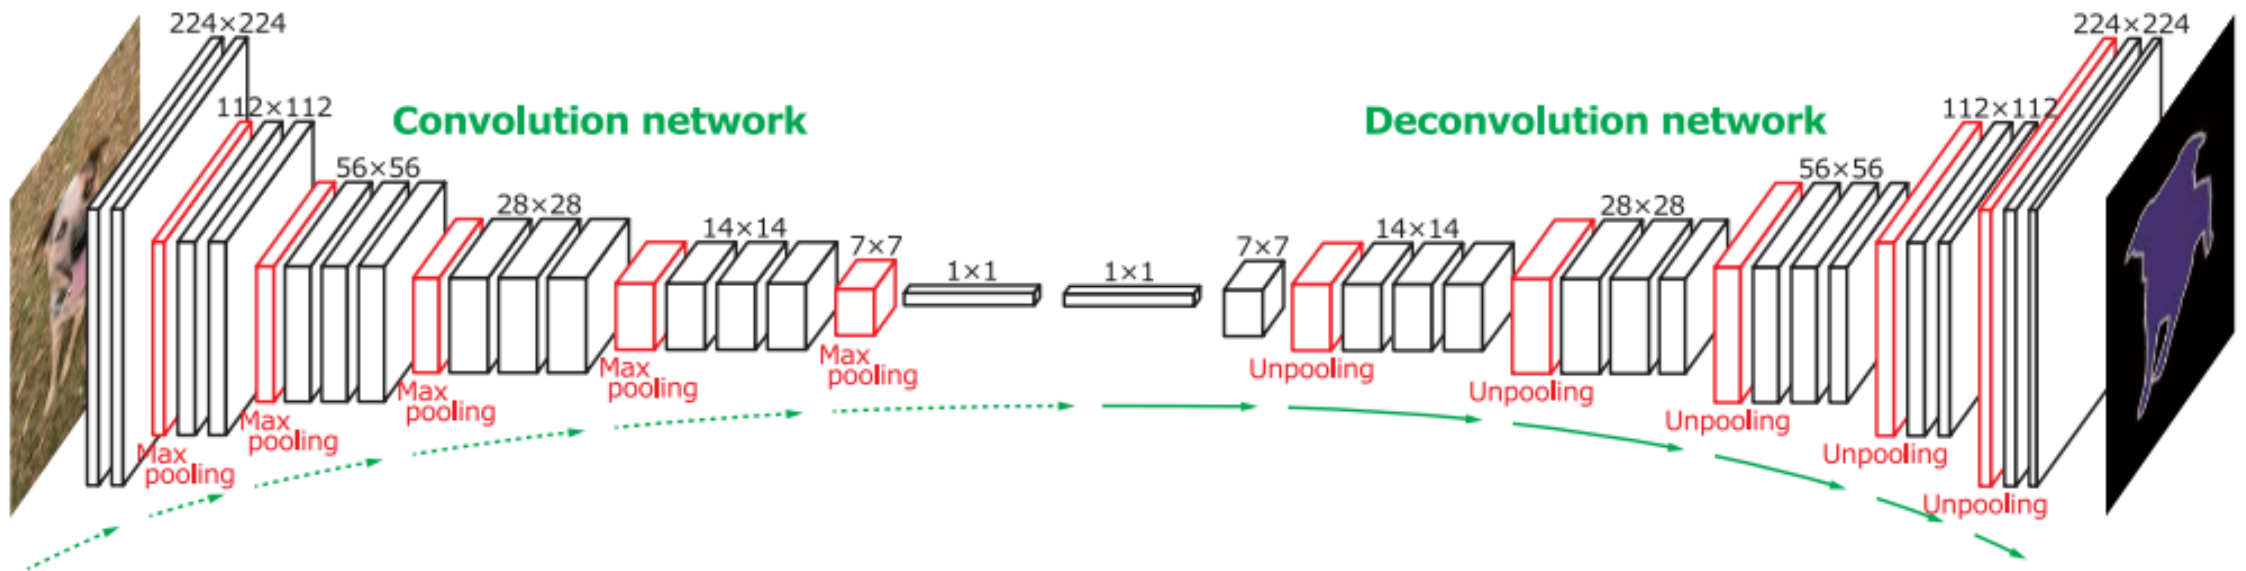 224×224
112×112
Convolution network
56×56
28×28
14×14
7×7
1×1
1×1
7×7
14×14
28×28
Deconvolution network
56×56
112×112
224×224
Max
pooling
Max
pooling
Max
pooling
Max
pooling
Max
pooling
Unpooling
Unpooling
Unpooling
Unpooling
Unpooling